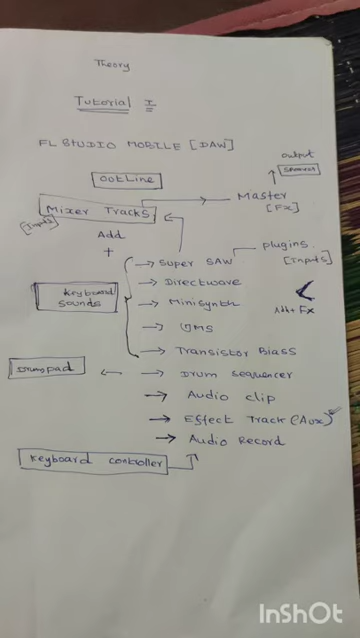 Theory
Tutorial I
FL STUDIO MOBILE [DAW]
output
speakers
OutLine
Master
[Fx]
Mixer Tracks
[Inputs]
Add
+
plugins
[Inputs]
Super SAW
Directwave
Keyboard
sounds
Minisynth
Add + Fx
GMS
Transistor Blass
Drumpad
Drum sequencer
Audio clip
Effect Track (Aux)
Audio Record
Keyboard controller
InShOt